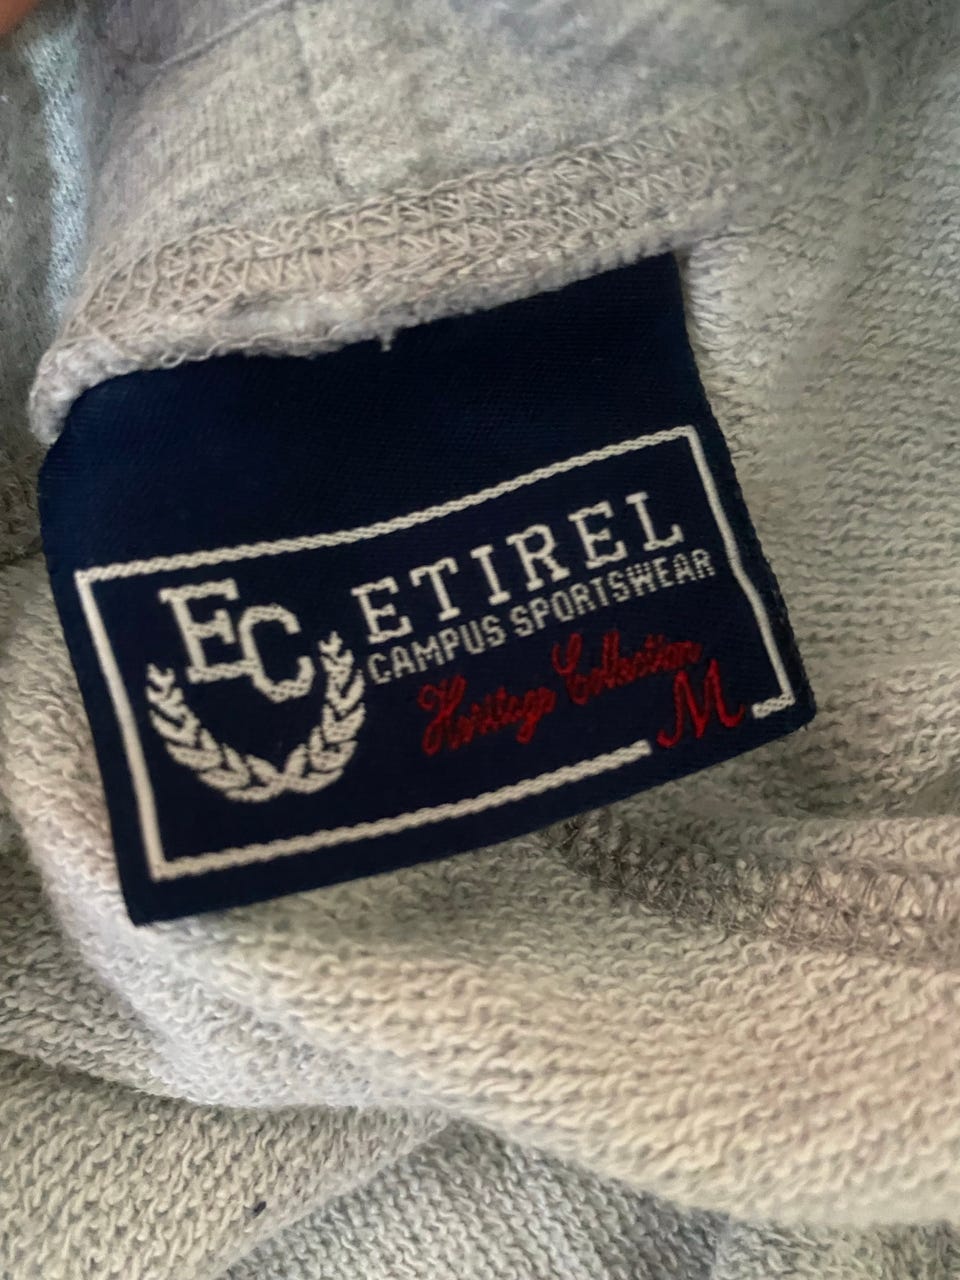 EC
ETIREL
CAMPUS SPORTSWEAR
Heritage Collection
M